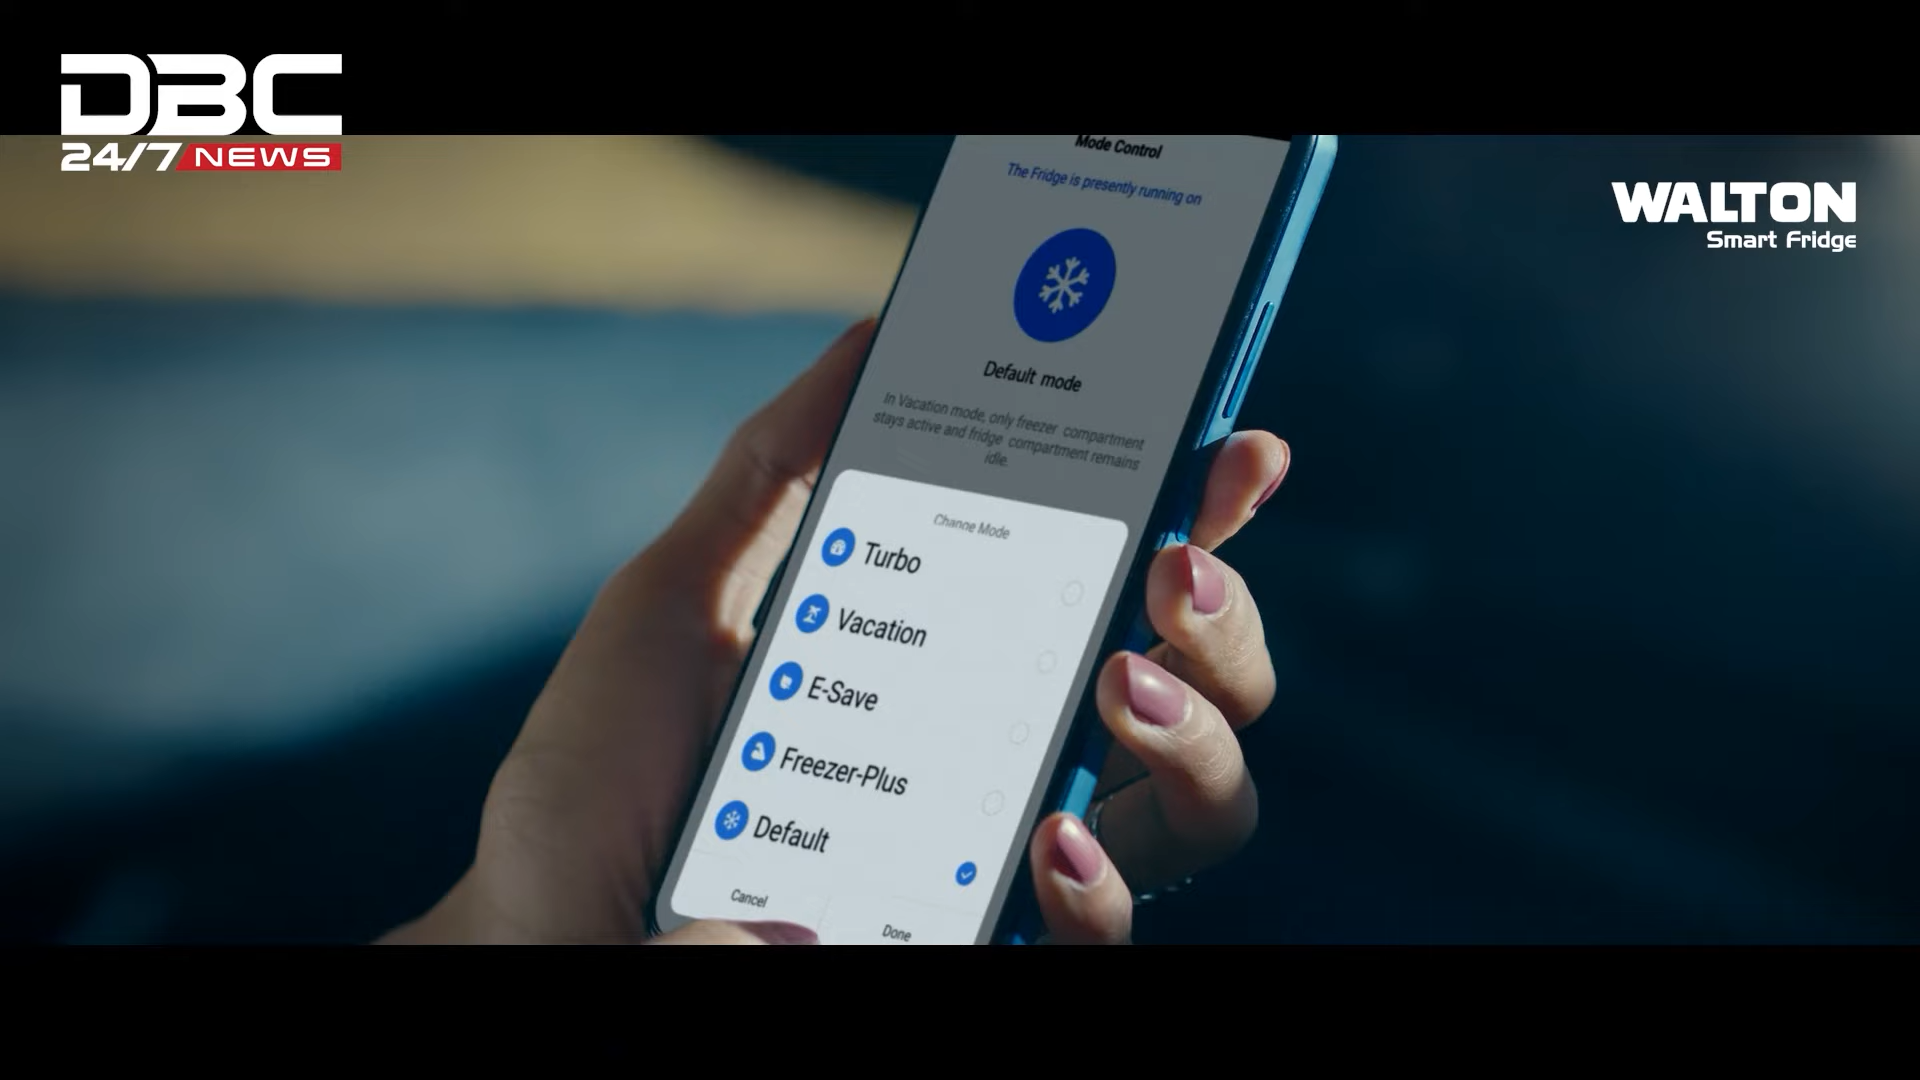 DBC
24/7 NEWS
WALTON
Smart Fridge
Mode Control
The Fridge is presently running on
Default mode
In Vacation mode, only freezer compartment
stays active and fridge compartment remains
idle.
Change Mode
Turbo
Vacation
E-Save
Freezer-Plus
Default
Cancel
Done